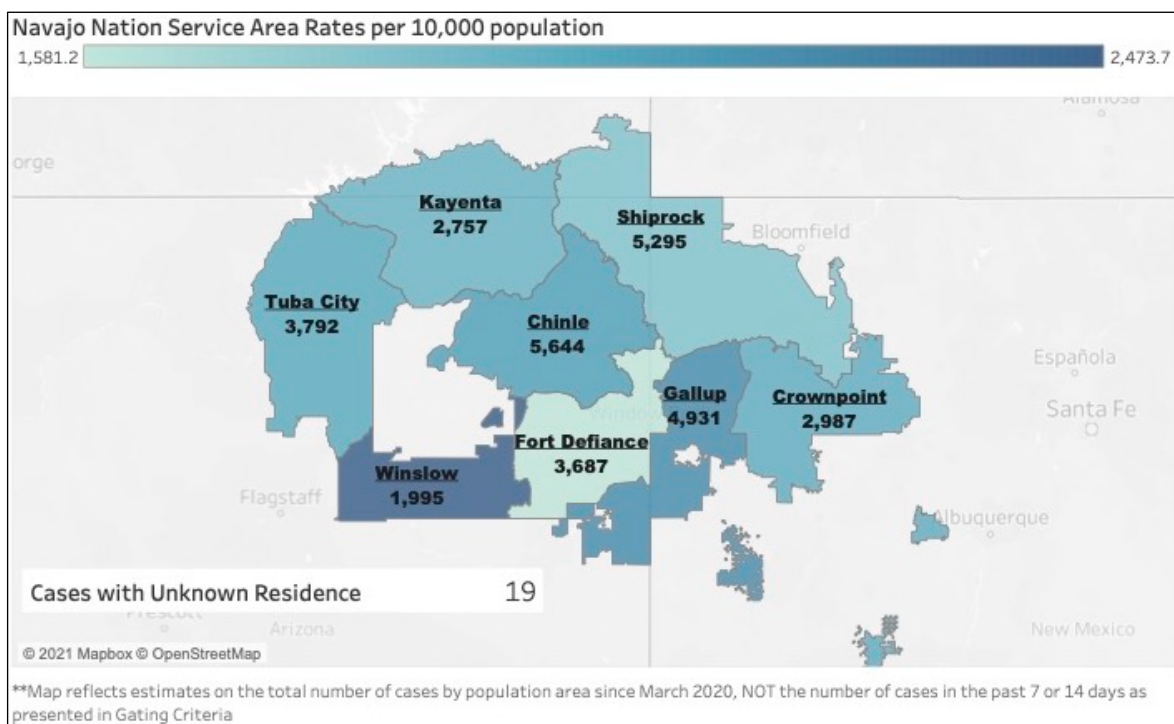 Navajo Nation Service Area Rates per 10,000 population
1,581.2
2,473.7
Alamosa
orge
Kayenta
2,757
Shiprock
5,295
Bloomfield
Tuba City
3,792
Chinle
5,644
Española
Gallup
4,931
Crownpoint
2,987
Santa Fe
Window
Fort Defiance
3,687
Winslow
1,995
Flagstaff
Albuquerque
Cases with Unknown Residence 19
Prescott
Arizona
New Mexico
© 2021 Mapbox © OpenStreetMap
**Map reflects estimates on the total number of cases by population area since March 2020, NOT the number of cases in the past 7 or 14 days as
presented in Gating Criteria